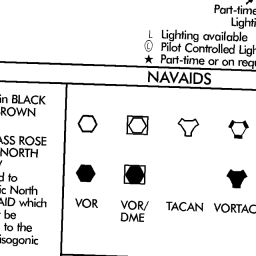 Part-time
Lighti
L Lighting available
Ⓛ Pilot Controlled Ligh
★ Part-time or on requ
NAVAIDS
in BLACK
ROWN
ASS ROSE
NORTH
d to
ic North
AID which
be
to the
isogonic
VOR
VOR/
DME
TACAN
VORTAC